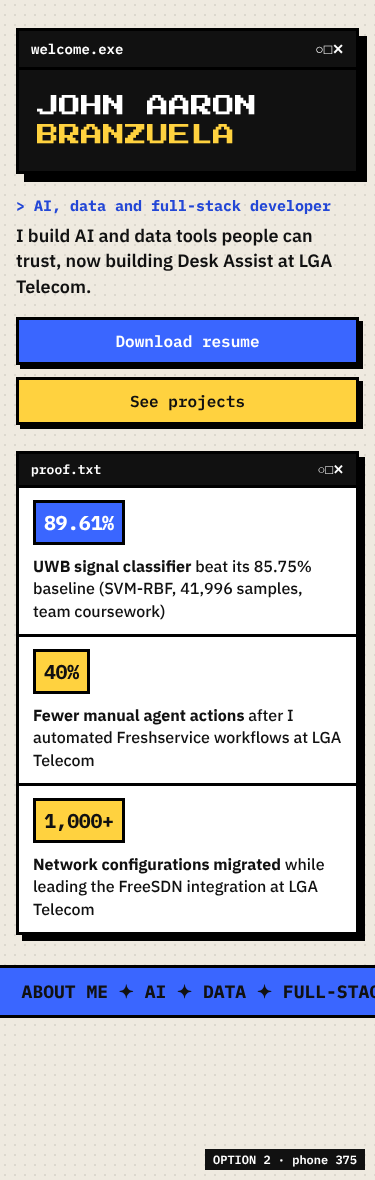 welcome.exe ○□✕
JOHN AARON
BRANZUELA
> AI, data and full-stack developer
I build AI and data tools people can
trust, now building Desk Assist at LGA
Telecom.
Download resume
See projects
proof.txt ○□✕
89.61%
UWB signal classifier beat its 85.75%
baseline (SVM-RBF, 41,996 samples,
team coursework)
40%
Fewer manual agent actions after I
automated Freshservice workflows at LGA
Telecom
1,000+
Network configurations migrated while
leading the FreeSDN integration at LGA
Telecom
ABOUT ME ✦ AI ✦ DATA ✦ FULL-STAC
OPTION 2 · phone 375